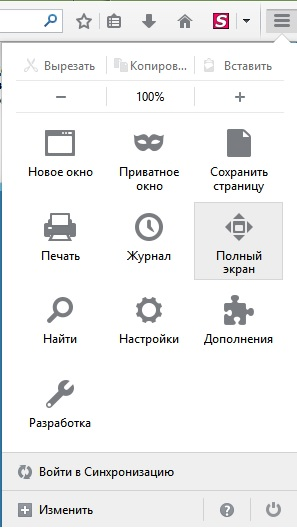 S
Вырезать Копиров... Вставить
− 100% +
Новое окно Приватное окно Сохранить страницу
Печать Журнал Полный экран
Найти Настройки Дополнения
Разработка
Войти в Синхронизацию
Изменить ?